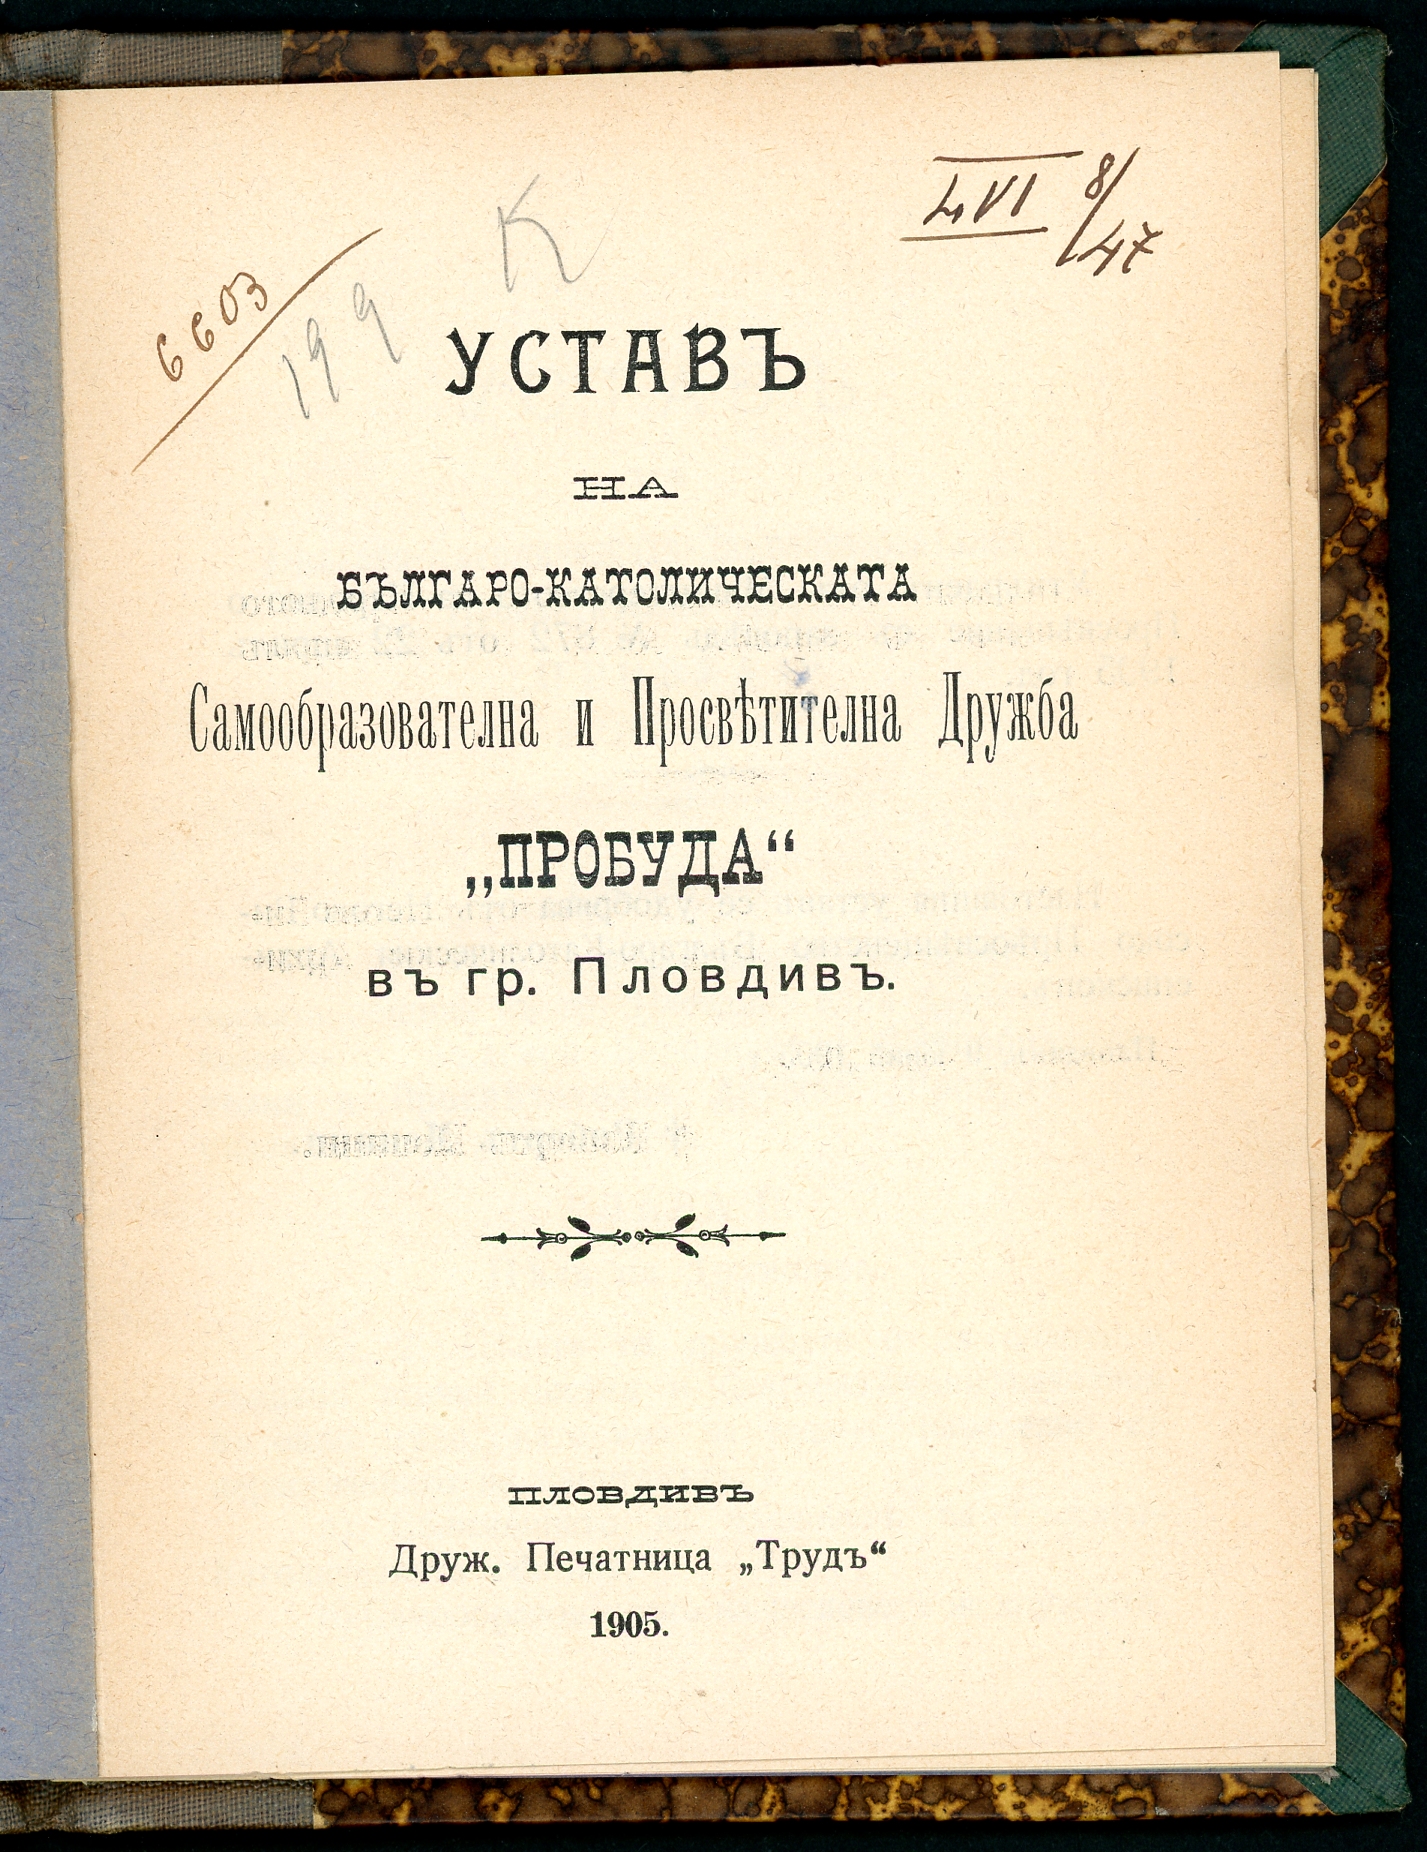 6603
199
К
LVI 8/47
УСТАВЪ
НА
БЪЛГАРО-КАТОЛИЧЕСКАТА
Самообразователна и Просвѣтителна Дружба
„ПРОБУДА“
въ гр. Пловдивъ.
ПЛОВДИВЪ
Друж. Печатница „Трудъ“
1905.